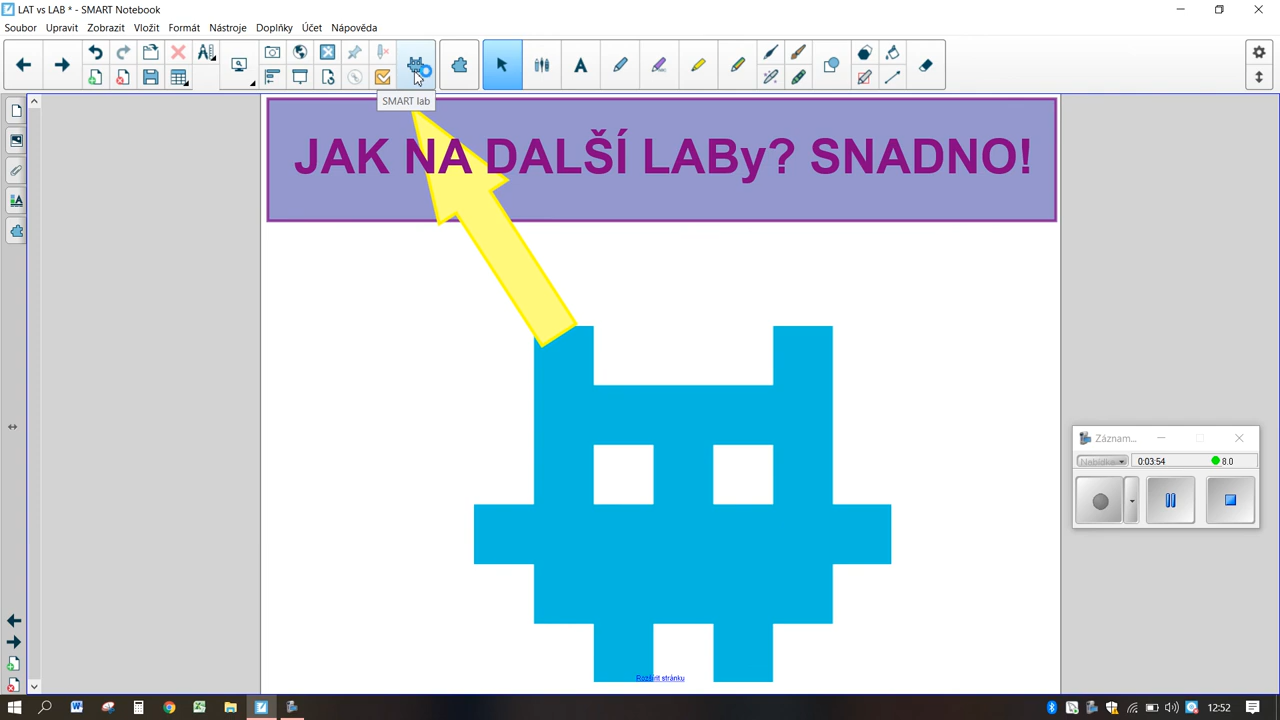 LAT vs LAB * - SMART Notebook
Soubor Upravit Zobrazit Vložit Formát Nástroje Doplňky Účet Nápověda
SMART lab
JAK NA DALŠÍ LABy? SNADNO!
Záznam...
Nabídka
0:03:54
8.0
Rozšířit stránku
12:52